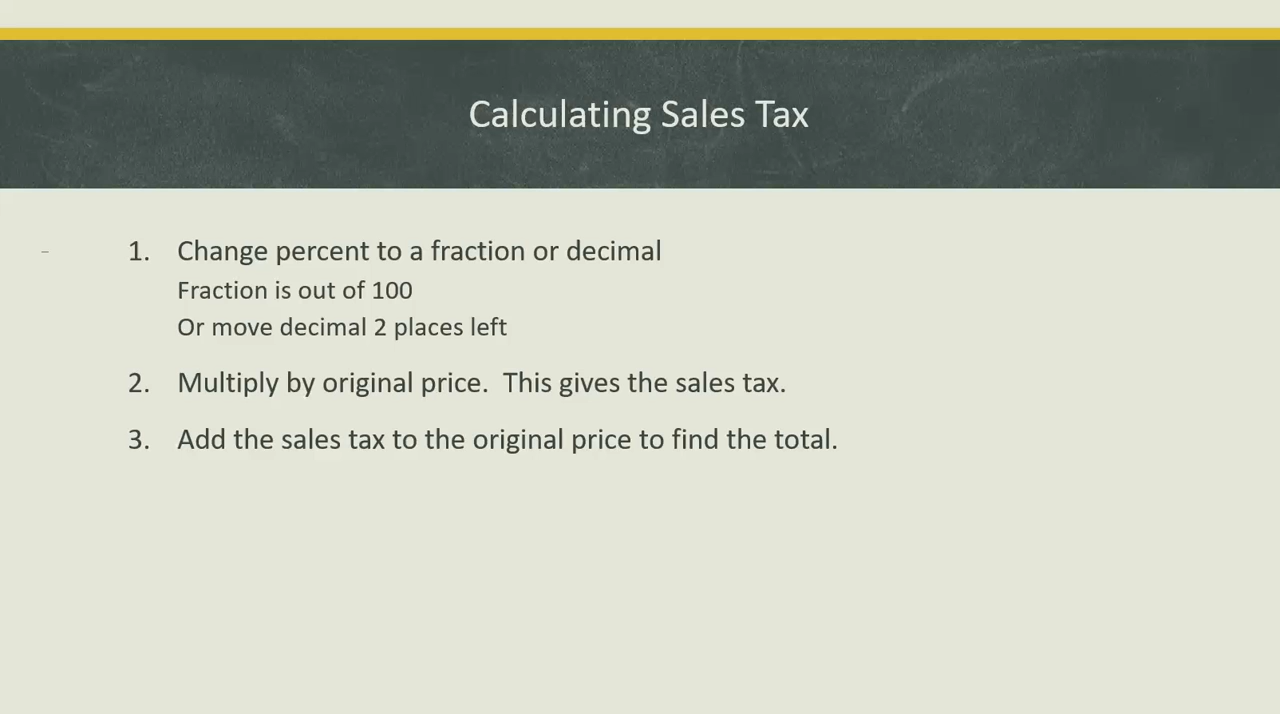 Calculating Sales Tax
1. Change percent to a fraction or decimal
Fraction is out of 100
Or move decimal 2 places left
2. Multiply by original price.  This gives the sales tax.
3. Add the sales tax to the original price to find the total.